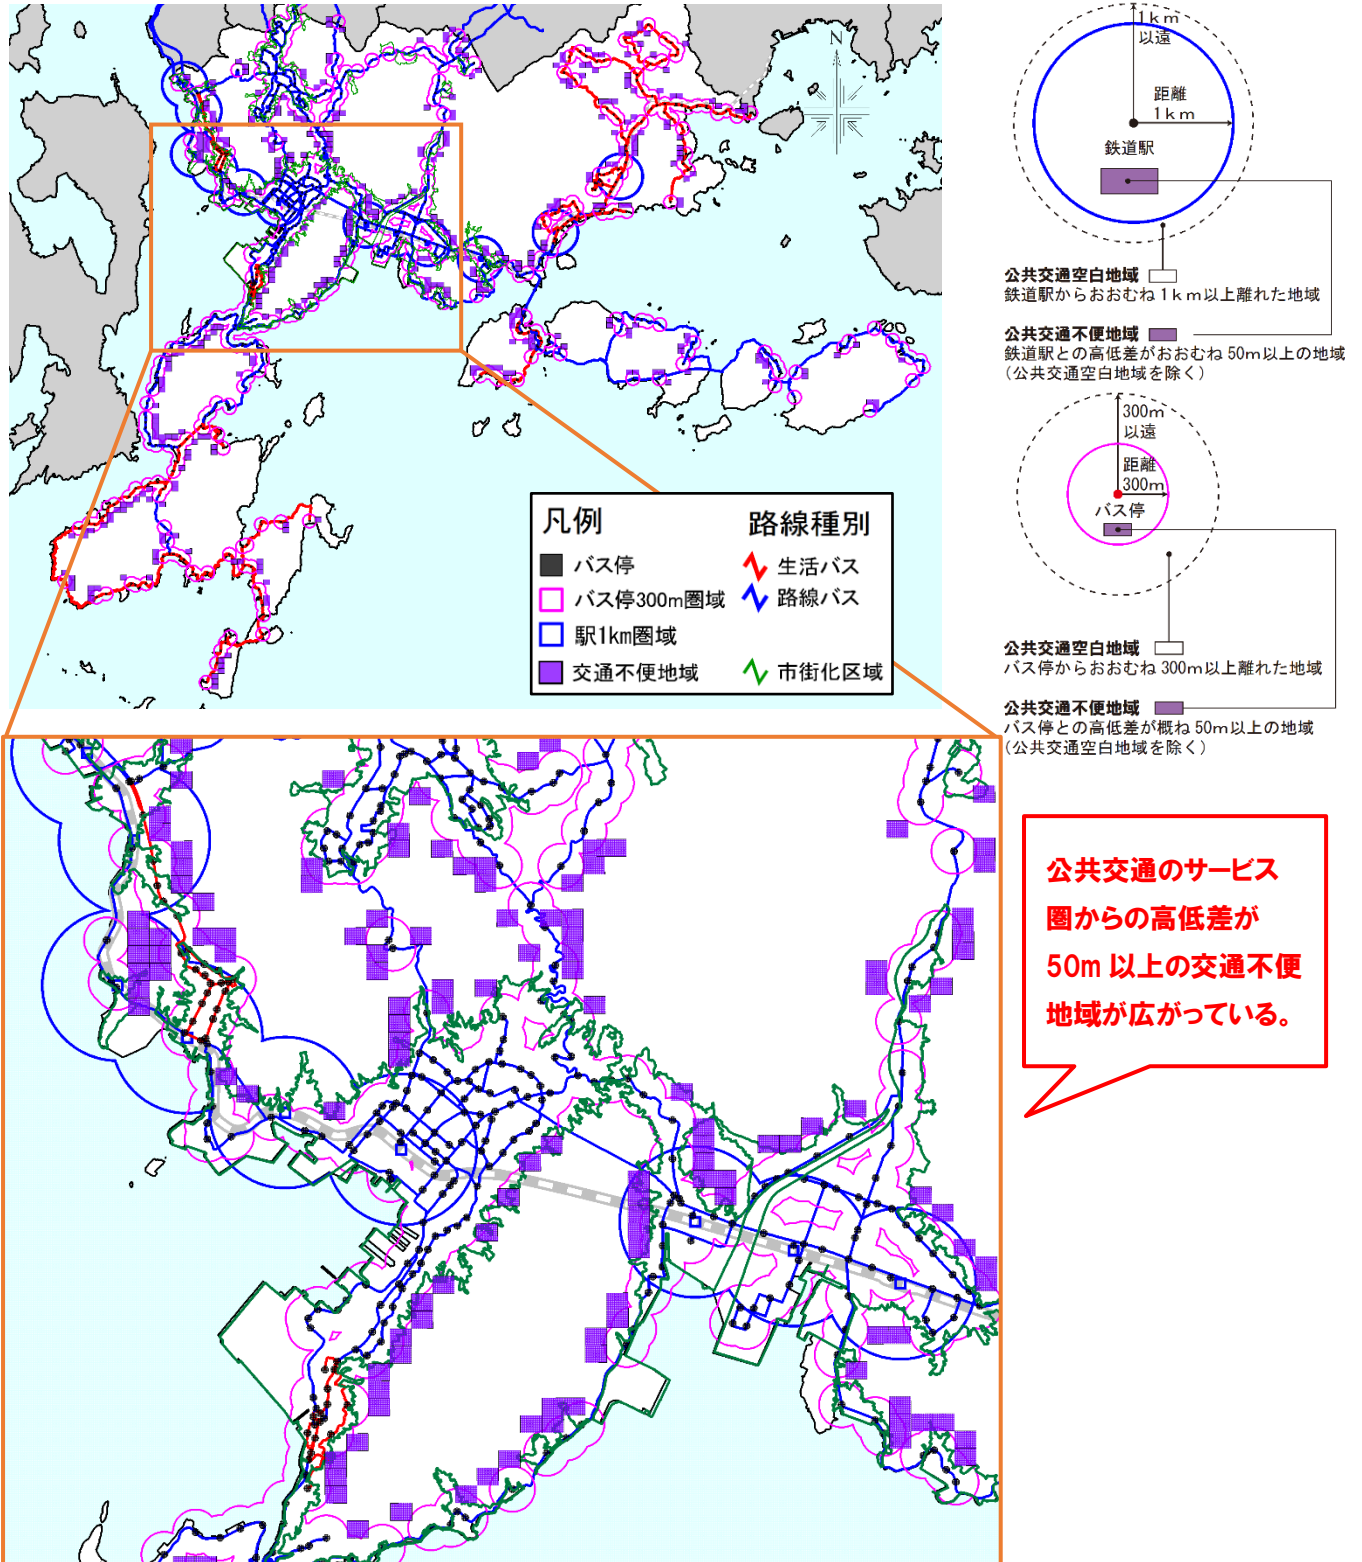 N
凡例
路線種別
バス停
生活バス
バス停300m圏域
路線バス
駅1km圏域
交通不便地域
市街化区域
1km
以遠
距離
1km
鉄道駅
公共交通空白地域
鉄道駅からおおむね1km以上離れた地域
公共交通不便地域
鉄道駅との高低差がおおむね50m以上の地域
(公共交通空白地域を除く)
300m
以遠
距離
300m
バス停
公共交通空白地域
バス停からおおむね300m以上離れた地域
公共交通不便地域
バス停との高低差が概ね50m以上の地域
(公共交通空白地域を除く)
公共交通のサービス
圏からの高低差が
50m以上の交通不便
地域が広がっている。